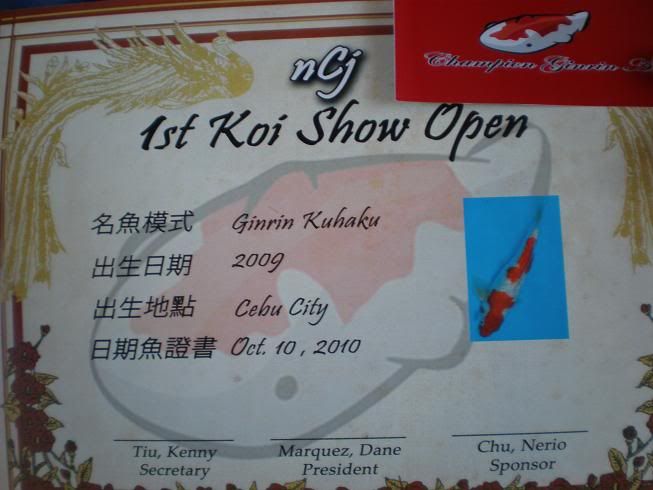 nCj
Champion Ginrin
1st Koi Show Open
名魚模式 Ginrin Kuhaku
出生日期 2009
出生地點 Cebu City
日期魚證書 Oct. 10, 2010
Tiu, Kenny
Secretary
Marquez, Dane
President
Chu, Nerio
Sponsor